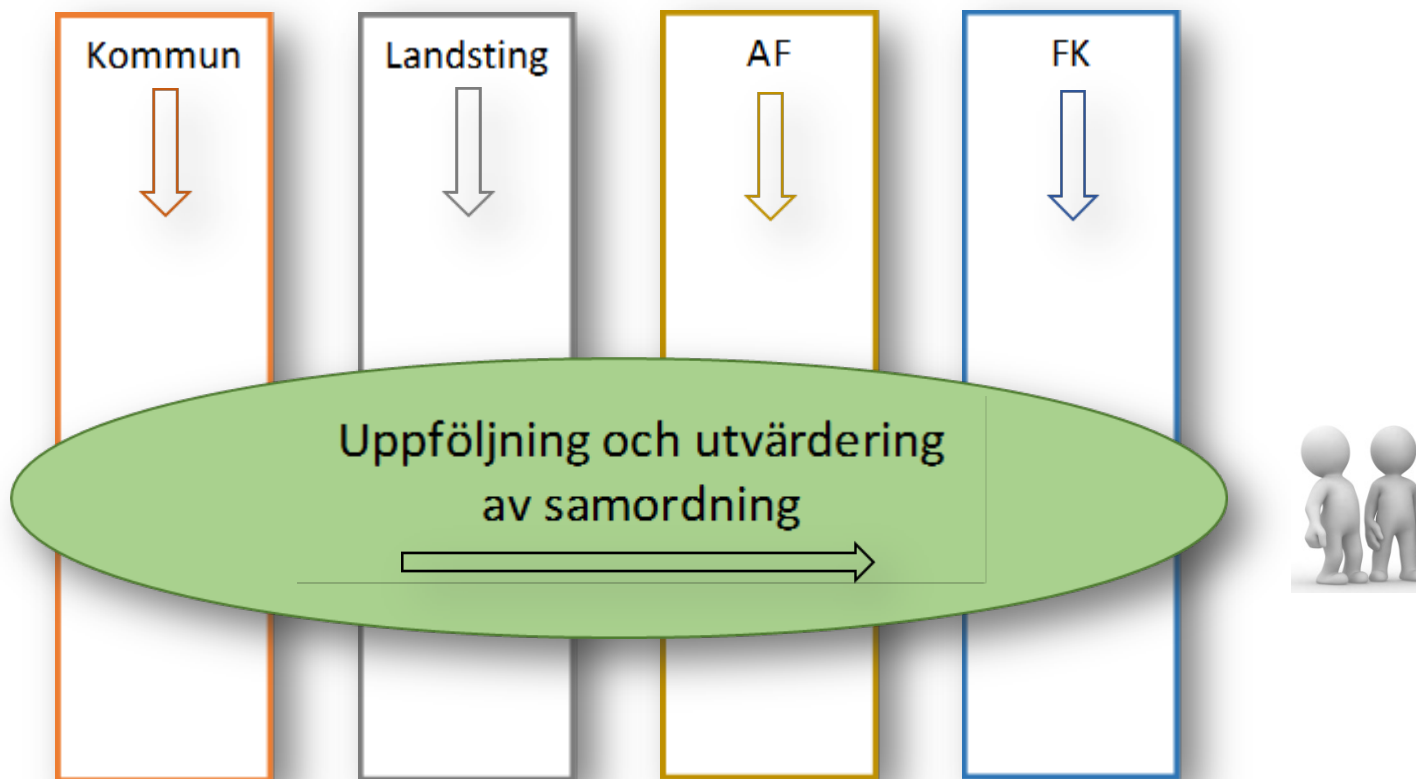 Kommun
Landsting
AF
FK
Uppföljning och utvärdering
av samordning